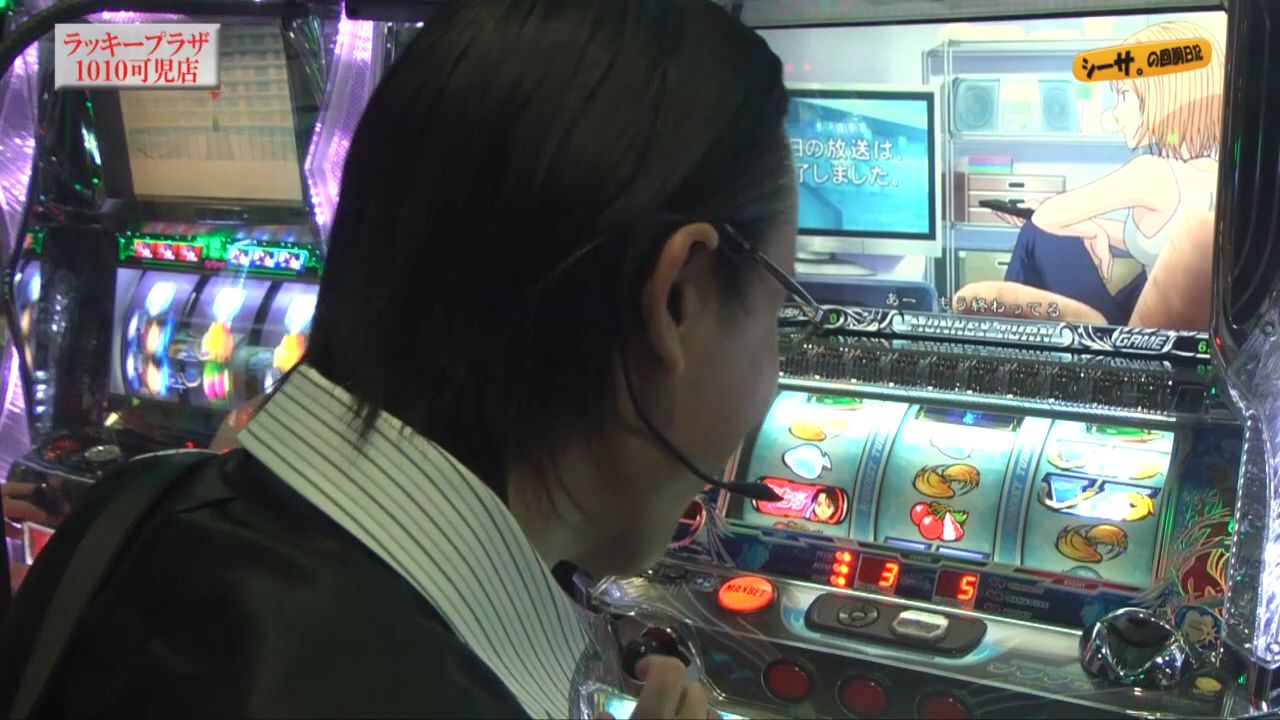 ラッキープラザ
1010可児店
シーサ。の回胴日記
日の放送は、
了しました。
あー もう終わってる
MONKEY TURN
GAME
MAXBET
3
5